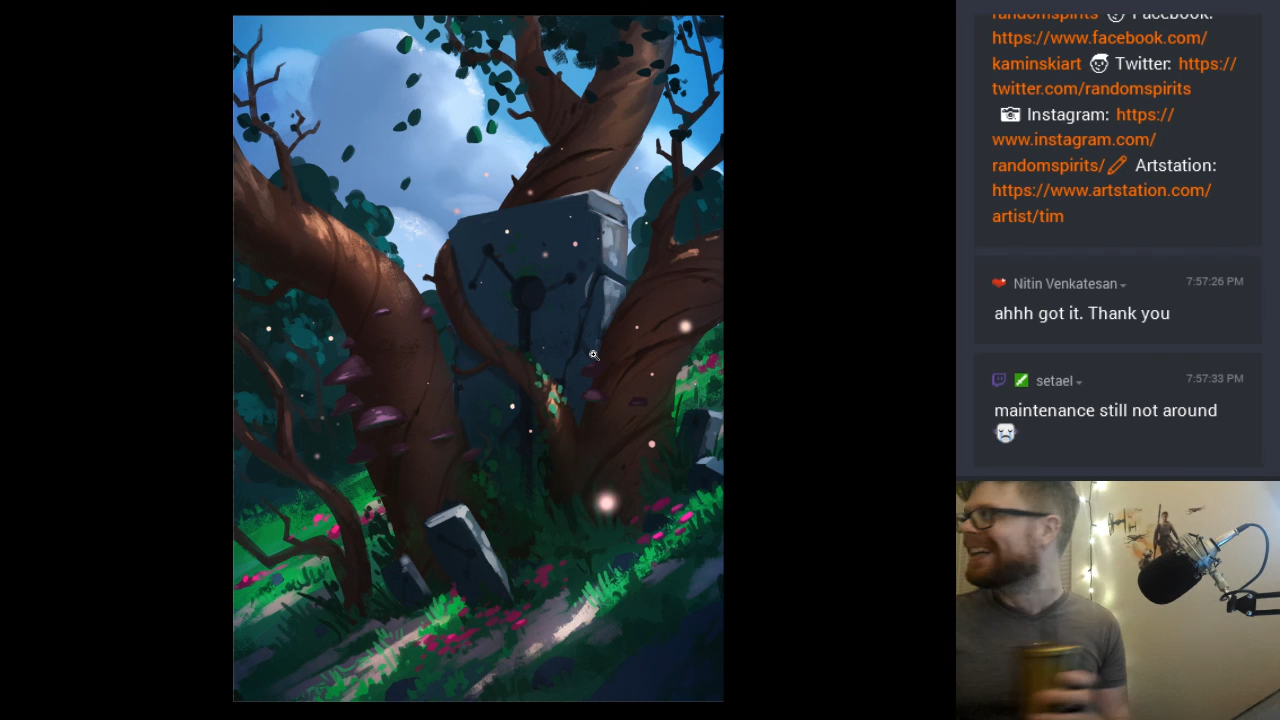 randomspirits Facebook:
https://www.facebook.com/
kaminskiart Twitter: https://
twitter.com/randomspirits
Instagram: https://
www.instagram.com/
randomspirits/ Artstation:
https://www.artstation.com/
artist/tim
Nitin Venkatesan 7:57:26 PM
ahhh got it. Thank you
setael 7:57:33 PM
maintenance still not around